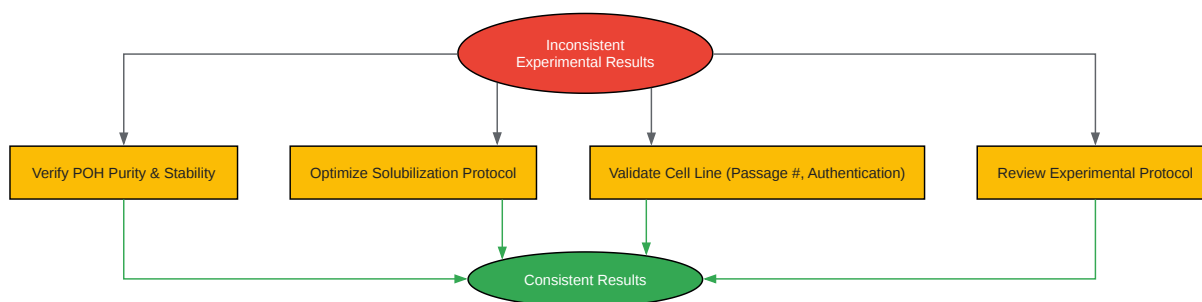 Inconsistent
Experimental Results
Verify POH Purity & Stability
Optimize Solubilization Protocol
Validate Cell Line (Passage #, Authentication)
Review Experimental Protocol
Consistent Results